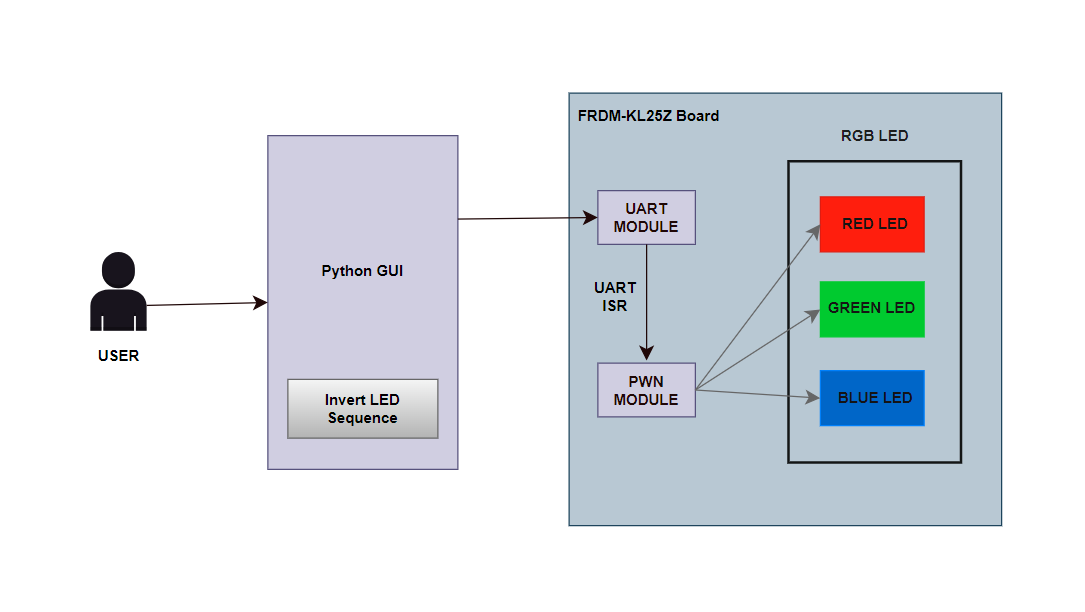 FRDM-KL25Z Board
RGB LED
UART
MODULE
RED LED
Python GUI
UART
ISR
GREEN LED
USER
PWN
MODULE
BLUE LED
Invert LED
Sequence